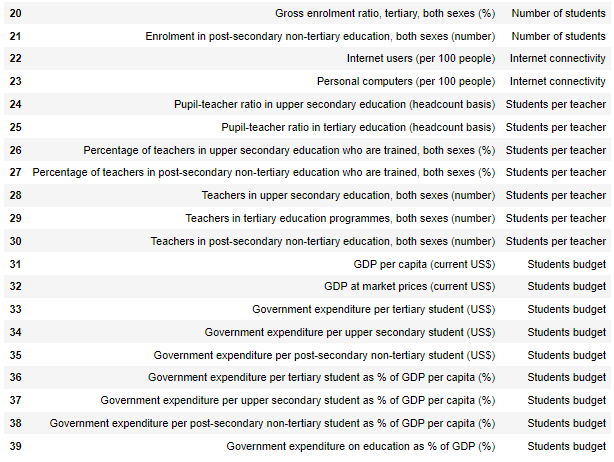 20 Gross enrolment ratio, tertiary, both sexes (%) Number of students
21 Enrolment in post-secondary non-tertiary education, both sexes (number) Number of students
22 Internet users (per 100 people) Internet connectivity
23 Personal computers (per 100 people) Internet connectivity
24 Pupil-teacher ratio in upper secondary education (headcount basis) Students per teacher
25 Pupil-teacher ratio in tertiary education (headcount basis) Students per teacher
26 Percentage of teachers in upper secondary education who are trained, both sexes (%) Students per teacher
27 Percentage of teachers in post-secondary non-tertiary education who are trained, both sexes (%) Students per teacher
28 Teachers in upper secondary education, both sexes (number) Students per teacher
29 Teachers in tertiary education programmes, both sexes (number) Students per teacher
30 Teachers in post-secondary non-tertiary education, both sexes (number) Students per teacher
31 GDP per capita (current US$) Students budget
32 GDP at market prices (current US$) Students budget
33 Government expenditure per tertiary student (US$) Students budget
34 Government expenditure per upper secondary student (US$) Students budget
35 Government expenditure per post-secondary non-tertiary student (US$) Students budget
36 Government expenditure per tertiary student as % of GDP per capita (%) Students budget
37 Government expenditure per upper secondary student as % of GDP per capita (%) Students budget
38 Government expenditure per post-secondary non-tertiary student as % of GDP per capita (%) Students budget
39 Government expenditure on education as % of GDP (%) Students budget